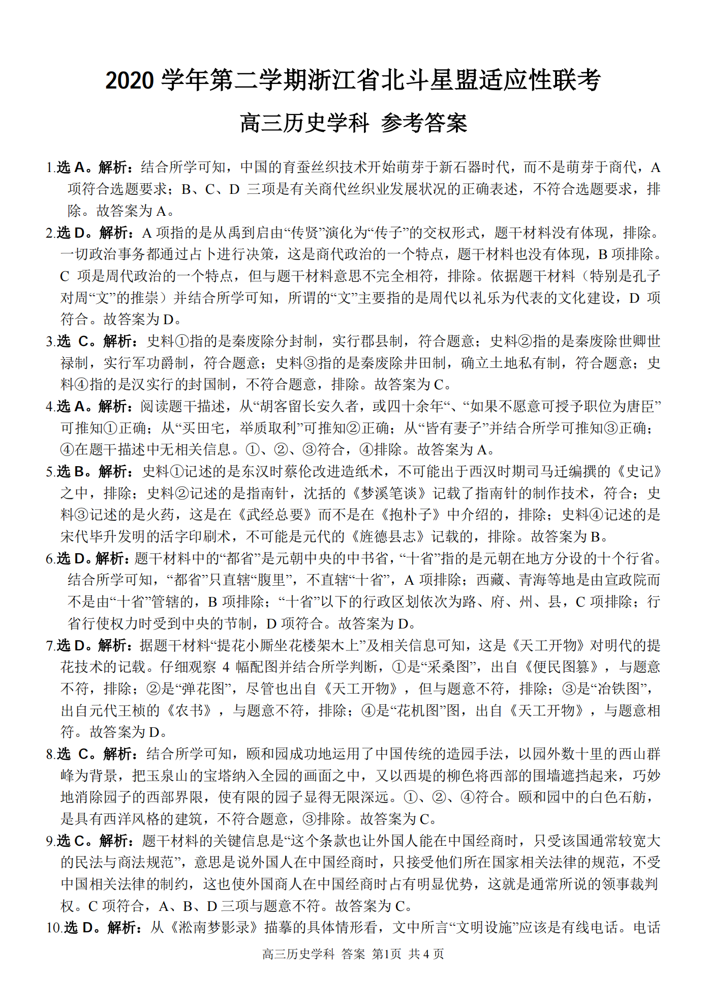 2020 学年第二学期浙江省北斗星盟适应性联考
高三历史学科 参考答案
1.选 A。解析：结合所学可知，中国的育蚕丝织技术开始萌芽于新石器时代，而不是萌芽于商代，A
项符合选题要求；B、C、D 三项是有关商代丝织业发展状况的正确表述，不符合选题要求，排
除。故答案为 A。
2.选 D。解析：A 项指的是从禹到启由“传贤”演化为“传子”的交权形式，题干材料没有体现，排除。
一切政治事务都通过占卜进行决策，这是商代政治的一个特点，题干材料也没有体现，B 项排除。
C 项是周代政治的一个特点，但与题干材料意思不完全相符，排除。依据题干材料（特别是孔子
对周“文”的推崇）并结合所学可知，所谓的“文”主要指的是周代以礼乐为代表的文化建设，D 项
符合。故答案为 D。
3.选 C。解析：史料①指的是秦废除分封制，实行郡县制，符合题意；史料②指的是秦废除世卿世
禄制，实行军功爵制，符合题意；史料③指的是秦废除井田制，确立土地私有制，符合题意；史
料④指的是汉实行的封国制，不符合题意，排除。故答案为 C。
4.选 A。解析：阅读题干描述，从“胡客留长安久者，或四十余年“、“如果不愿意可授予职位为唐臣”
可推知①正确；从“买田宅，举质取利”可推知②正确；从“皆有妻子”并结合所学可推知③正确；
④在题干描述中无相关信息。①、②、③符合，④排除。故答案为 A。
5.选 B。解析：史料①记述的是东汉时蔡伦改进造纸术，不可能出于西汉时期司马迁编撰的《史记》
之中，排除；史料②记述的是指南针，沈括的《梦溪笔谈》记载了指南针的制作技术，符合；史
料③记述的是火药，这是在《武经总要》而不是在《抱朴子》中介绍的，排除；史料④记述的是
宋代毕升发明的活字印刷术，不可能是元代的《旌德县志》记载的，排除。故答案为 B。
6.选 D。解析：题干材料中的“都省”是元朝中央的中书省，“十省”指的是元朝在地方分设的十个行省。
结合所学可知，“都省”只直辖“腹里”，不直辖“十省”，A 项排除；西藏、青海等地是由宣政院而
不是由“十省”管辖的，B 项排除；“十省”以下的行政区划依次为路、府、州、县，C 项排除；行
省行使权力时受到中央的节制，D 项符合。故答案为 D。
7.选 D。解析：据题干材料“提花小厮坐花楼架木上”及相关信息可知，这是《天工开物》对明代的提
花技术的记载。仔细观察 4 幅配图并结合所学判断，①是“采桑图”，出自《便民图篡》，与题意
不符，排除；②是“弹花图”，尽管也出自《天工开物》，但与题意不符，排除；③是“冶铁图”，
出自元代王桢的《农书》，与题意不符，排除；④是“花机图”图，出自《天工开物》，与题意相
符。故答案为 D。
8.选 C。解析：结合所学可知，颐和园成功地运用了中国传统的造园手法，以园外数十里的西山群
峰为背景，把玉泉山的宝塔纳入全园的画面之中，又以西堤的柳色将西部的围墙遮挡起来，巧妙
地消除园子的西部界限，使有限的园子显得无限深远。①、②、④符合。颐和园中的白色石舫，
是具有西洋风格的建筑，不符合题意，③排除。故答案为 C。
9.选 C。解析：题干材料的关键信息是“这个条款也让外国人能在中国经商时，只受该国通常较宽大
的民法与商法规范”，意思是说外国人在中国经商时，只接受他们所在国家相关法律的规范，不受
中国相关法律的制约，这也使外国商人在中国经商时占有明显优势，这就是通常所说的领事裁判
权。C 项符合，A、B、D 三项与题意不符。故答案为 C。
10.选 D。解析：从《淞南梦影录》描摹的具体情形看，文中所言“文明设施”应该是有线电话。电话
高三历史学科 答案 第1页 共 4 页